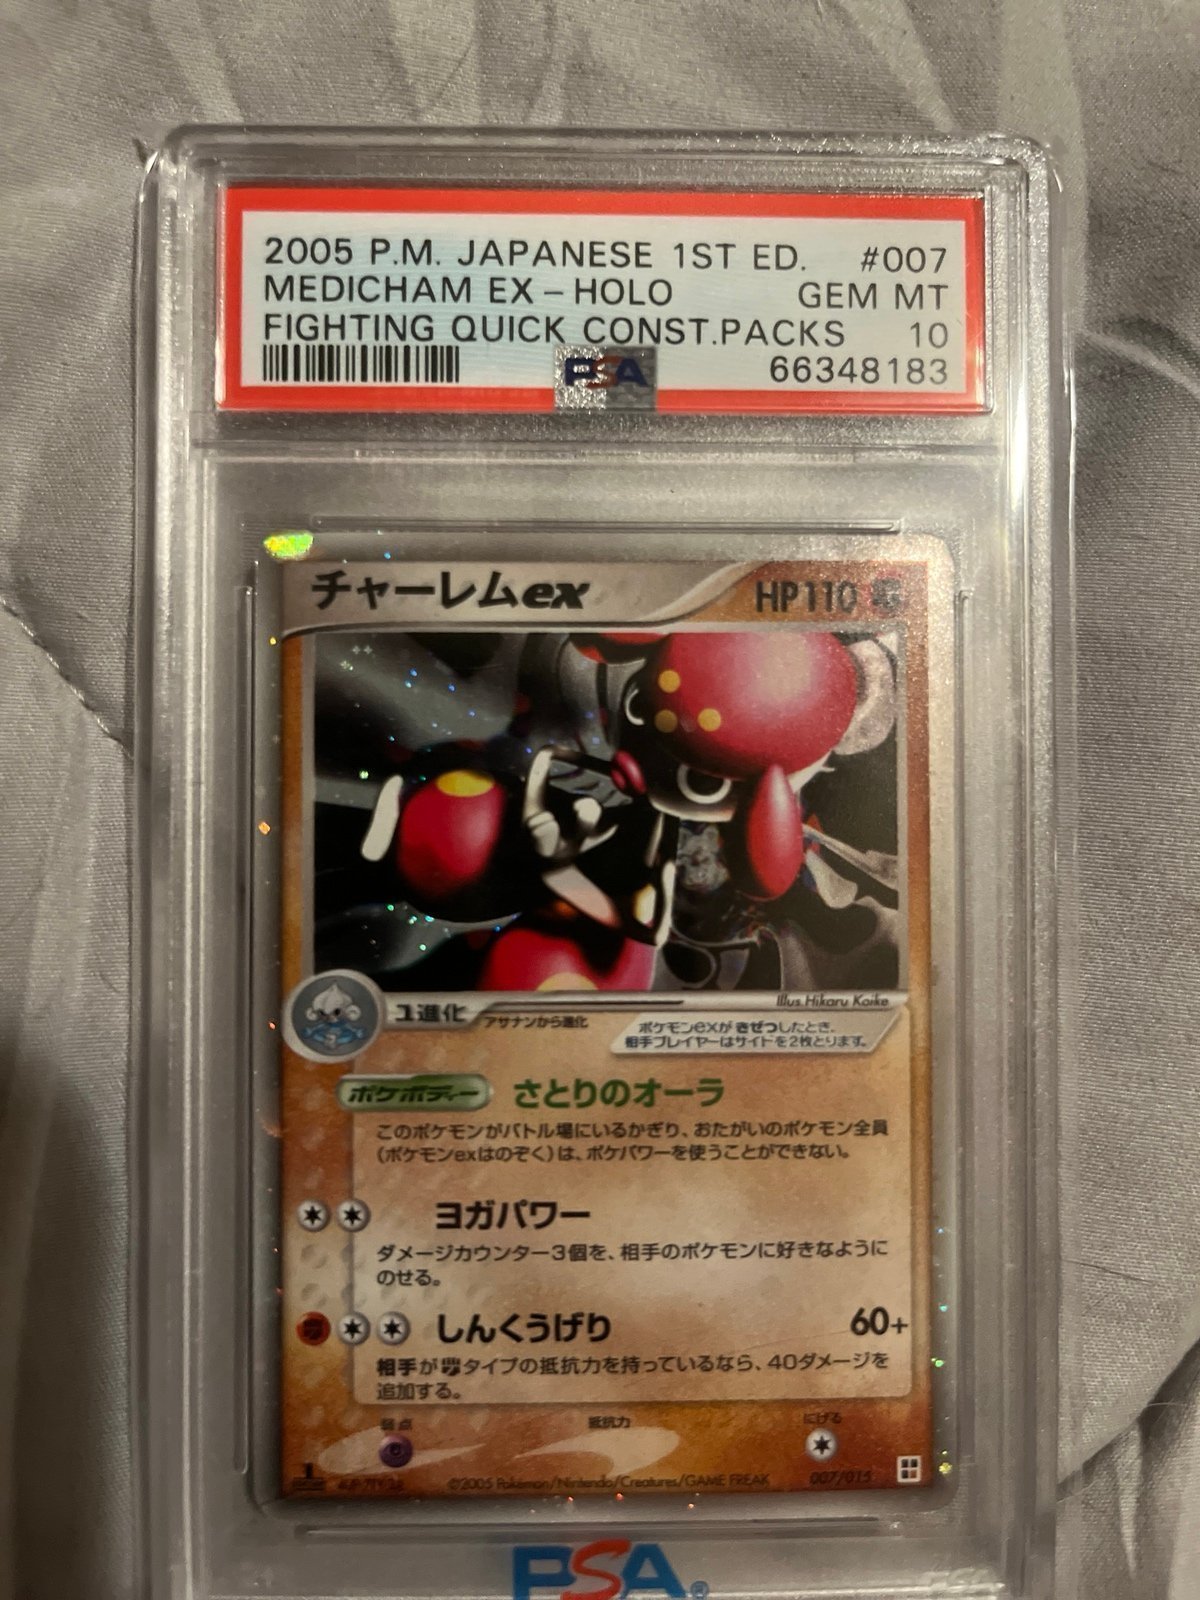 2005 P.M. JAPANESE 1ST ED. #007
MEDICHAM EX - HOLO GEM MT
FIGHTING QUICK CONST.PACKS 10
PSA 66348183
チャーレムex HP110
1進化 アサナンから進化
Illus. Hikaru Koike
ポケモンexがきぜつしたとき、
相手プレイヤーはサイドを2枚とります。
ポケボディー さとりのオーラ
このポケモンがバトル場にいるかぎり、おたがいのポケモン全員
(ポケモンexはのぞく)は、ポケパワーを使うことができない。
ヨガパワー
ダメージカウンター3個を、相手のポケモンに好きなように
のせる。
しんくうげり 60+
相手が闘タイプの抵抗力を持っているなら、40ダメージを
追加する。
弱点 抵抗力 にげる
©2005 Pokémon/Nintendo/Creatures/GAME FREAK 007/015
PSA®